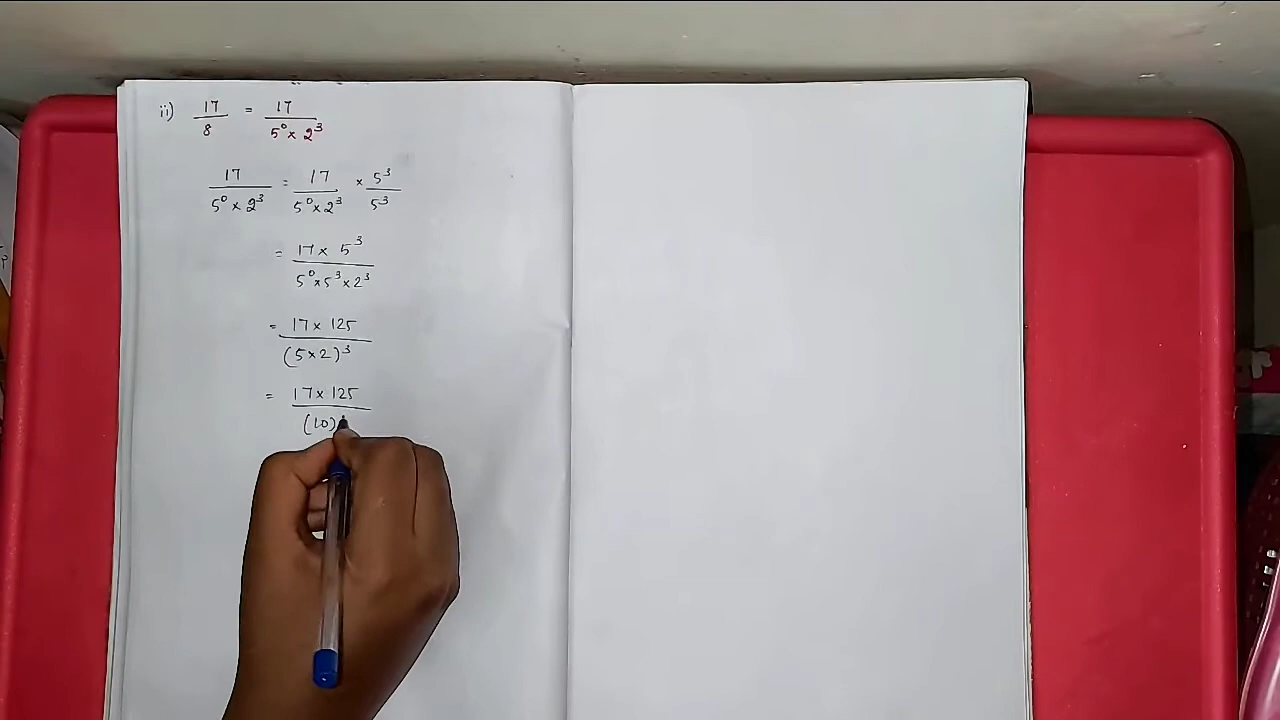 ii) 17/8 = 17/(5⁰ × 2³)
17/(5⁰ × 2³) = 17/(5⁰ × 2³) × 5³/5³
= (17 × 5³)/(5⁰ × 5³ × 2³)
= (17 × 125)/(5 × 2)³
= (17 × 125)/(10)